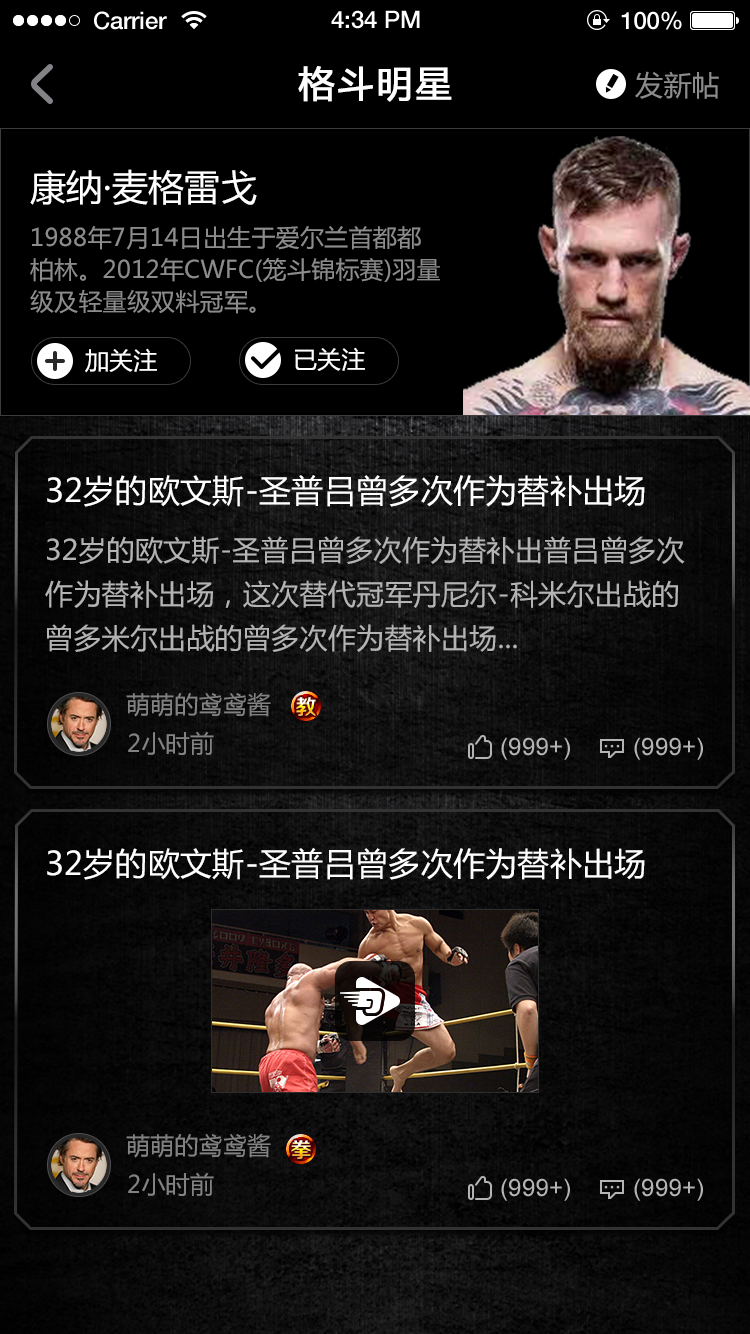 Carrier 4:34 PM 100%
格斗明星 发新帖
康纳·麦格雷戈
1988年7月14日出生于爱尔兰首都都
柏林。2012年CWFC(笼斗锦标赛)羽量
级及轻量级双料冠军。
加关注 已关注
32岁的欧文斯-圣普吕曾多次作为替补出场
32岁的欧文斯-圣普吕曾多次作为替补出普吕曾多次
作为替补出场，这次替代冠军丹尼尔-科米尔出战的
曾多米尔出战的曾多次作为替补出场...
萌萌的鸢鸢酱 教
2小时前 (999+) (999+)
32岁的欧文斯-圣普吕曾多次作为替补出场
萌萌的鸢鸢酱 拳
2小时前 (999+) (999+)